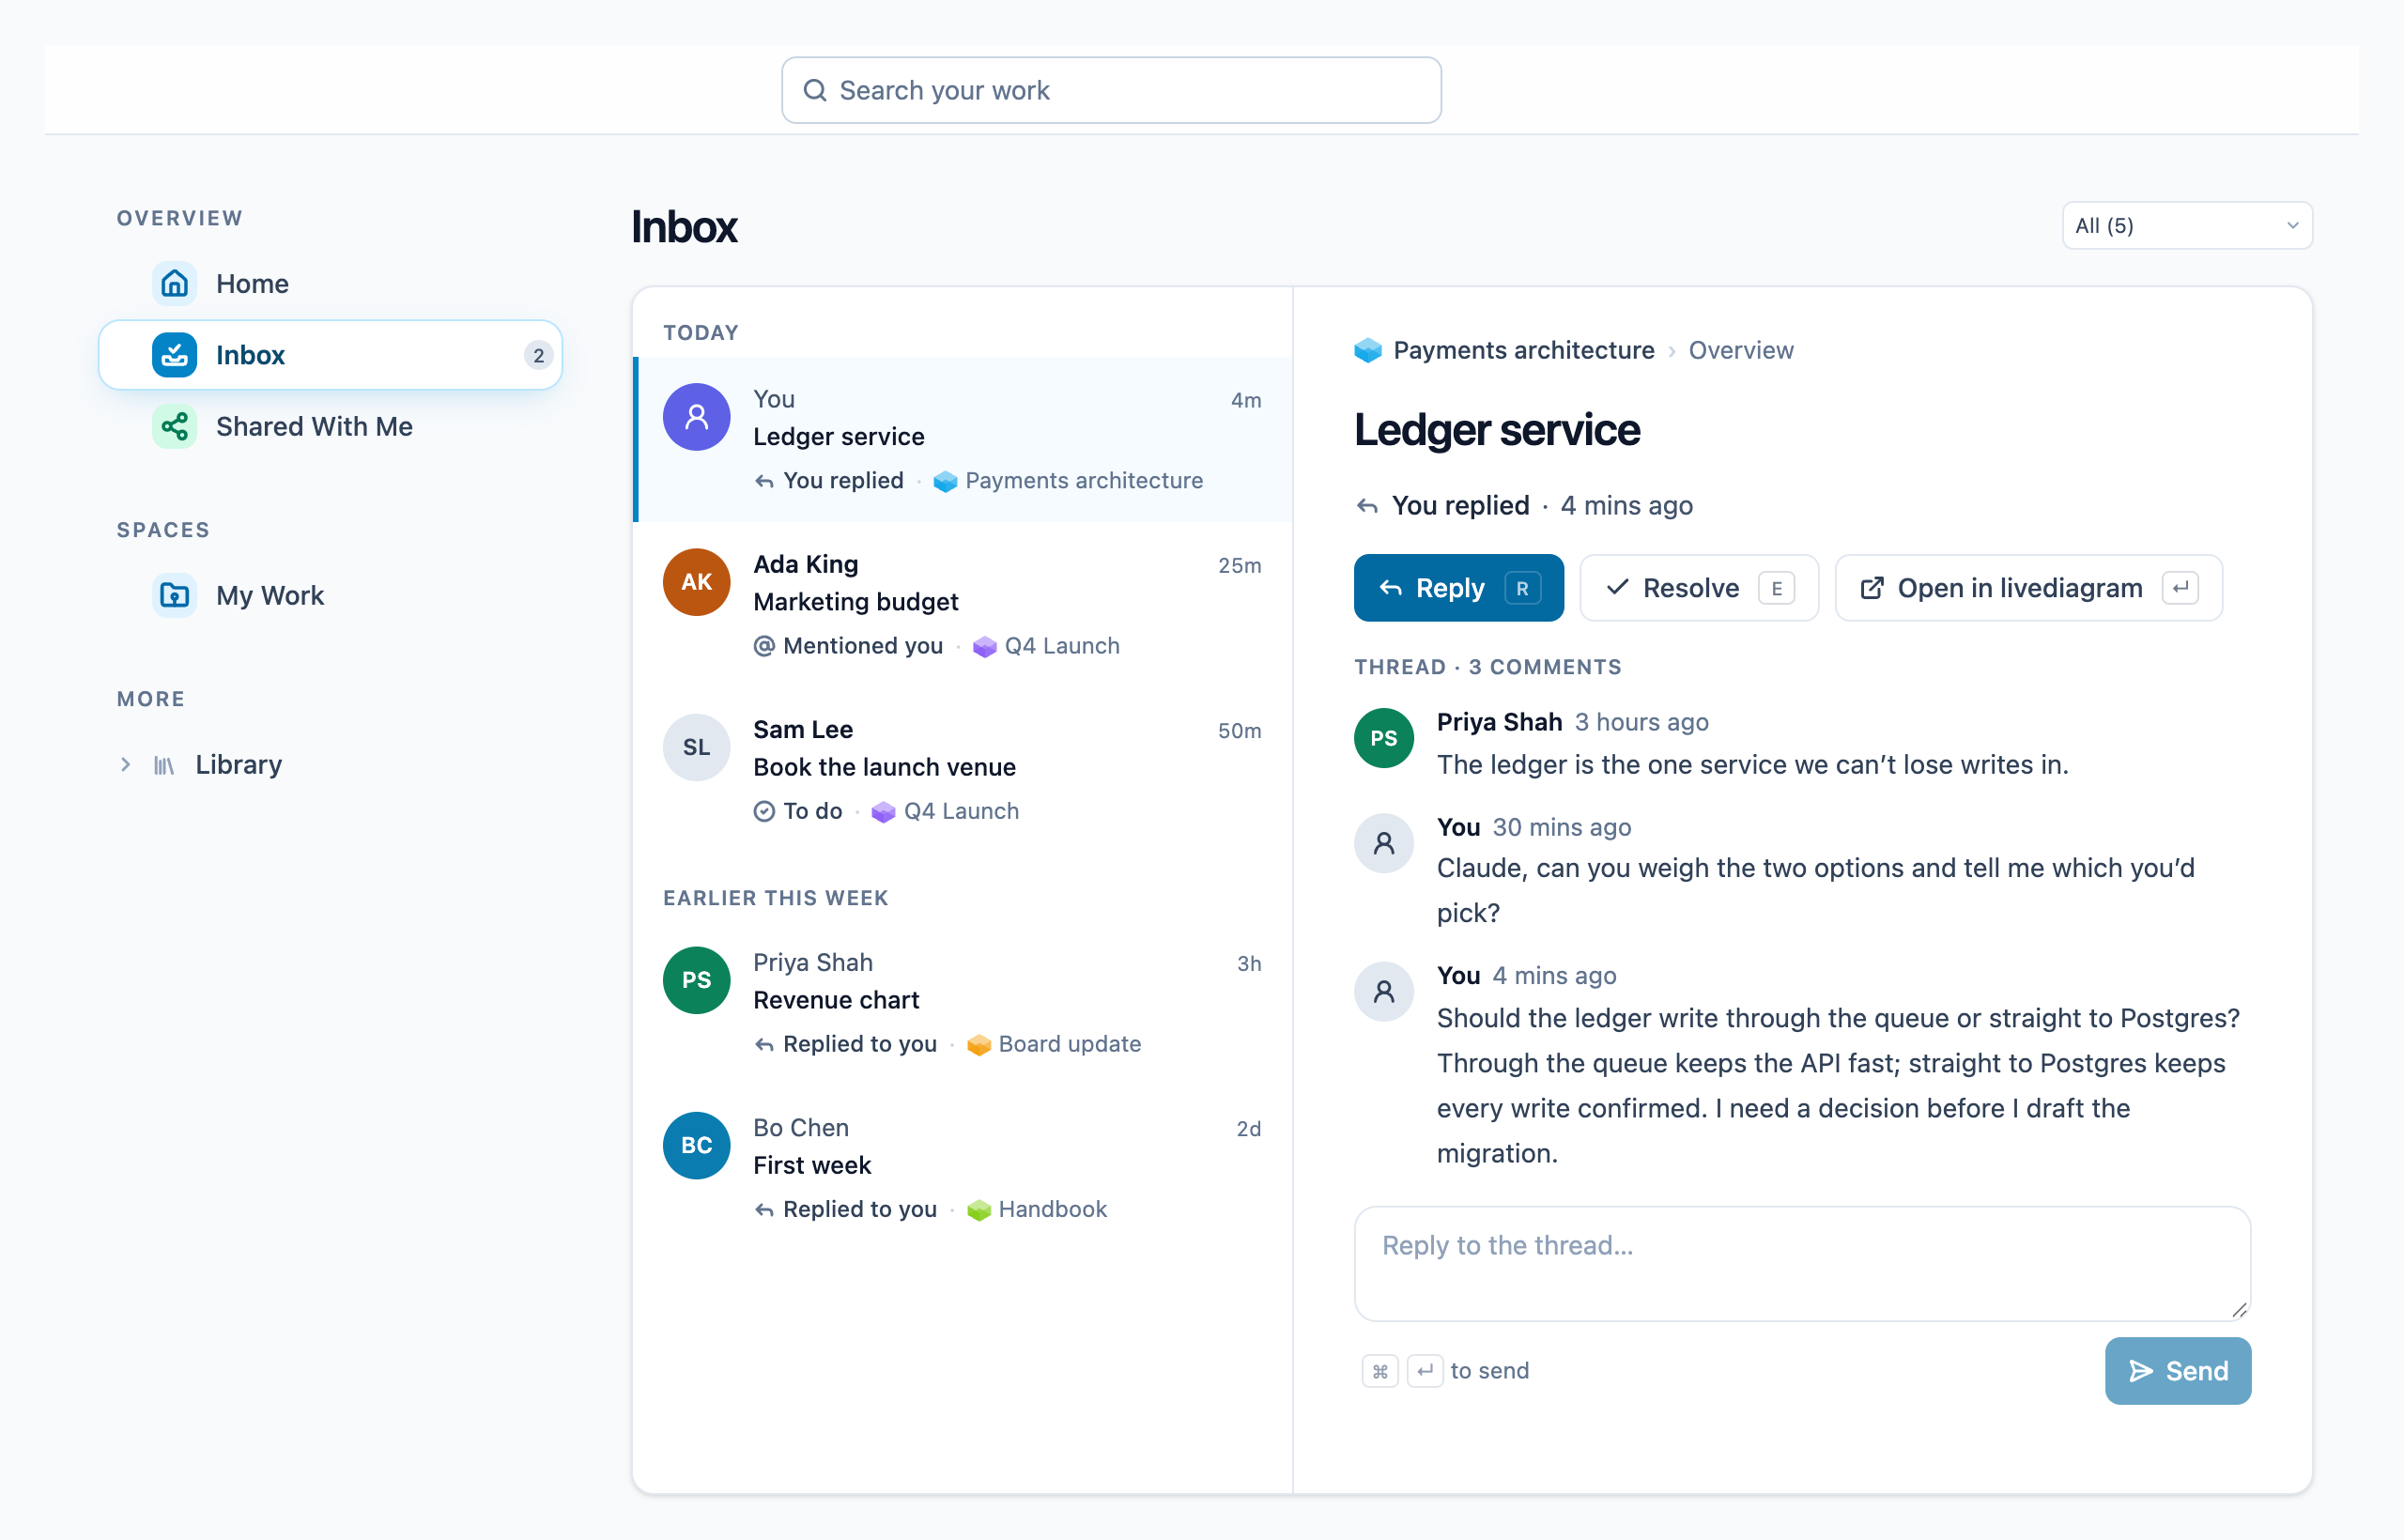 Search your work
OVERVIEW
Home
Inbox 2
Shared With Me
SPACES
My Work
MORE
Library
Inbox
All (5)
TODAY
You 4m
Ledger service
You replied · Payments architecture
AK Ada King 25m
Marketing budget
@ Mentioned you · Q4 Launch
SL Sam Lee 50m
Book the launch venue
To do · Q4 Launch
EARLIER THIS WEEK
PS Priya Shah 3h
Revenue chart
Replied to you · Board update
BC Bo Chen 2d
First week
Replied to you · Handbook
Payments architecture › Overview
Ledger service
You replied · 4 mins ago
Reply R
Resolve E
Open in livediagram ↵
THREAD · 3 COMMENTS
PS Priya Shah 3 hours ago
The ledger is the one service we can’t lose writes in.
You 30 mins ago
Claude, can you weigh the two options and tell me which you’d
pick?
You 4 mins ago
Should the ledger write through the queue or straight to Postgres?
Through the queue keeps the API fast; straight to Postgres keeps
every write confirmed. I need a decision before I draft the
migration.
Reply to the thread...
⌘ ↵ to send
Send